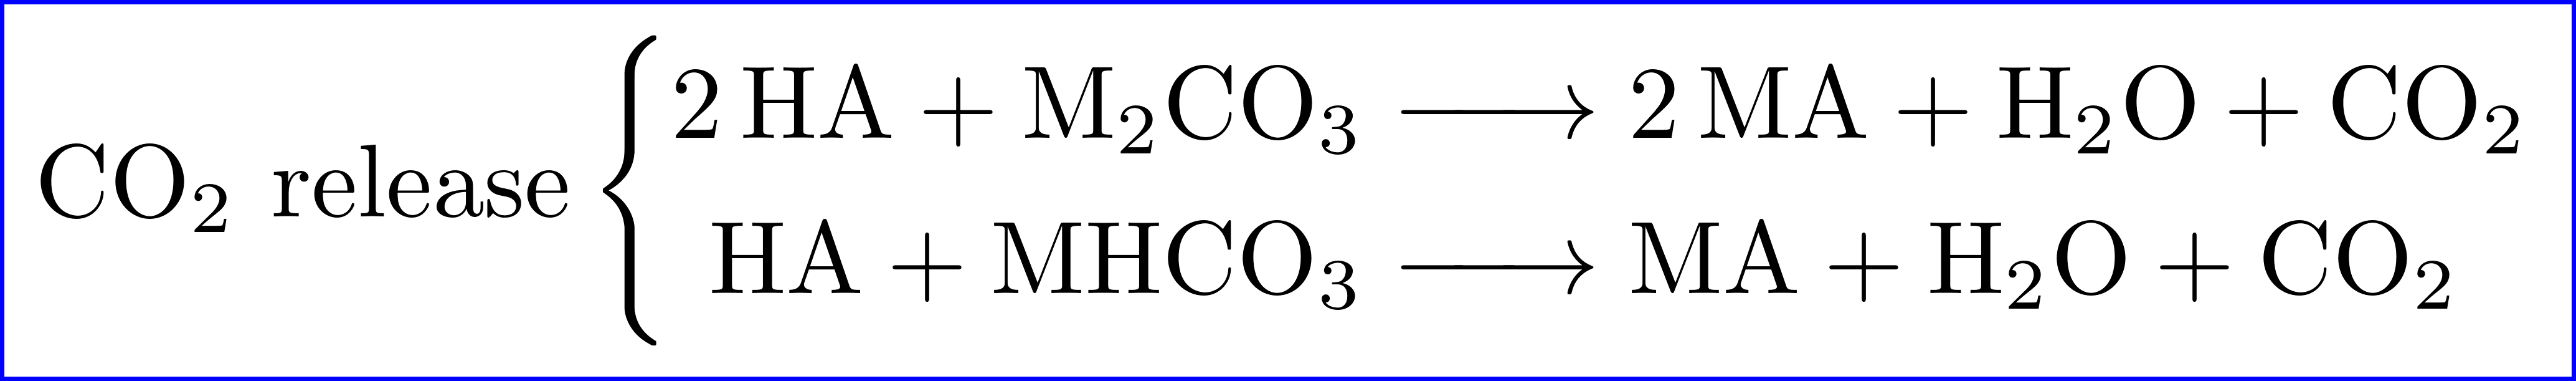 CO₂ release
2 HA + M₂CO₃ ⟶ 2 MA + H₂O + CO₂
HA + MHCO₃ ⟶ MA + H₂O + CO₂